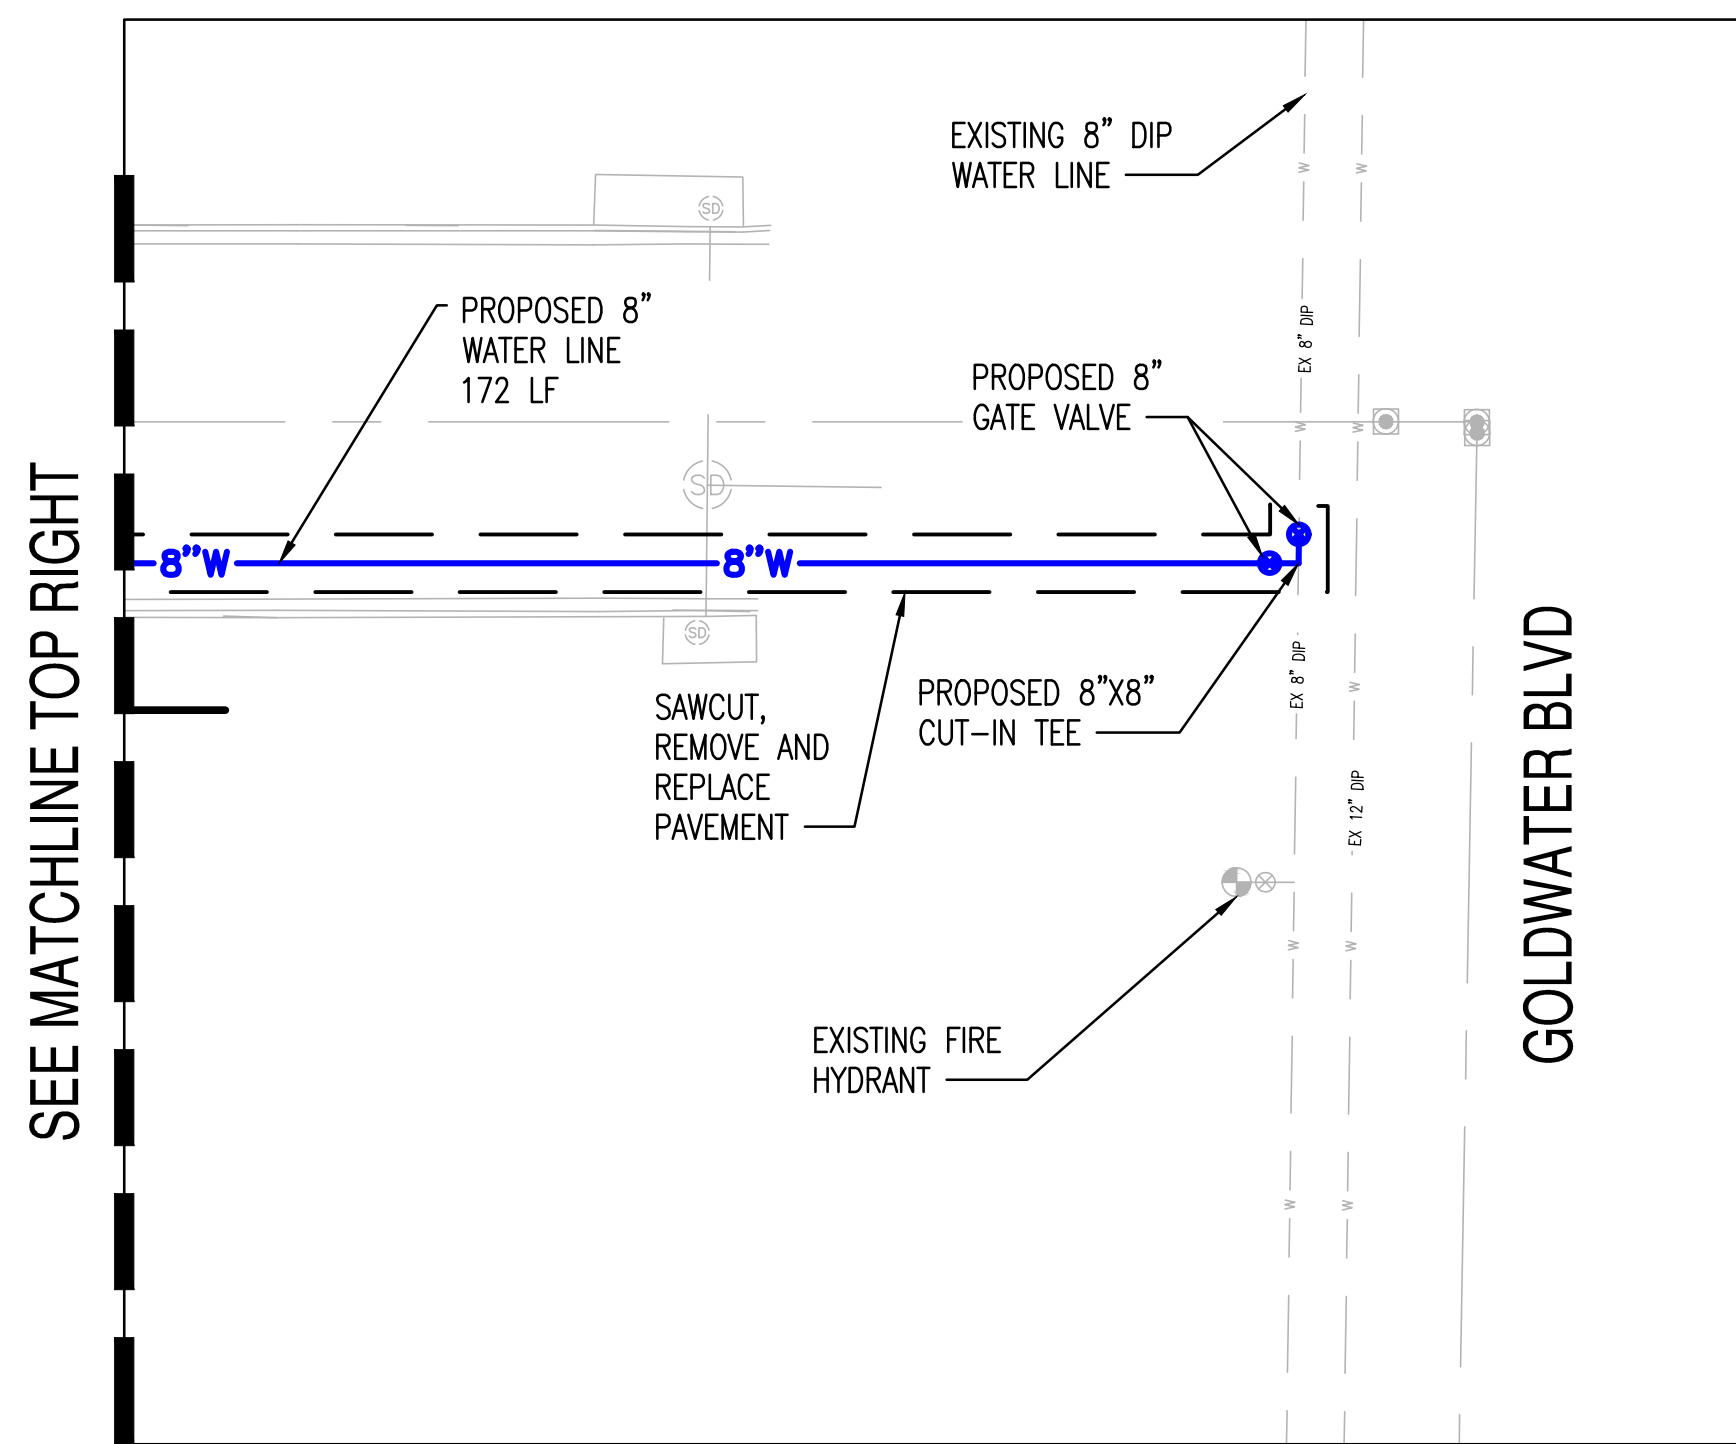 EXISTING 8" DIP
WATER LINE
W
W
SD
PROPOSED 8"
WATER LINE
172 LF
EX 8" DIP
PROPOSED 8"
GATE VALVE
W
W
SD
8"W
8"W
SEE MATCHLINE TOP RIGHT
SD
EX 8" DIP
SAWCUT,
REMOVE AND
REPLACE
PAVEMENT
PROPOSED 8"X8"
CUT-IN TEE
W
EX 12" DIP
GOLDWATER BLVD
W
W
EXISTING FIRE
HYDRANT
W
W